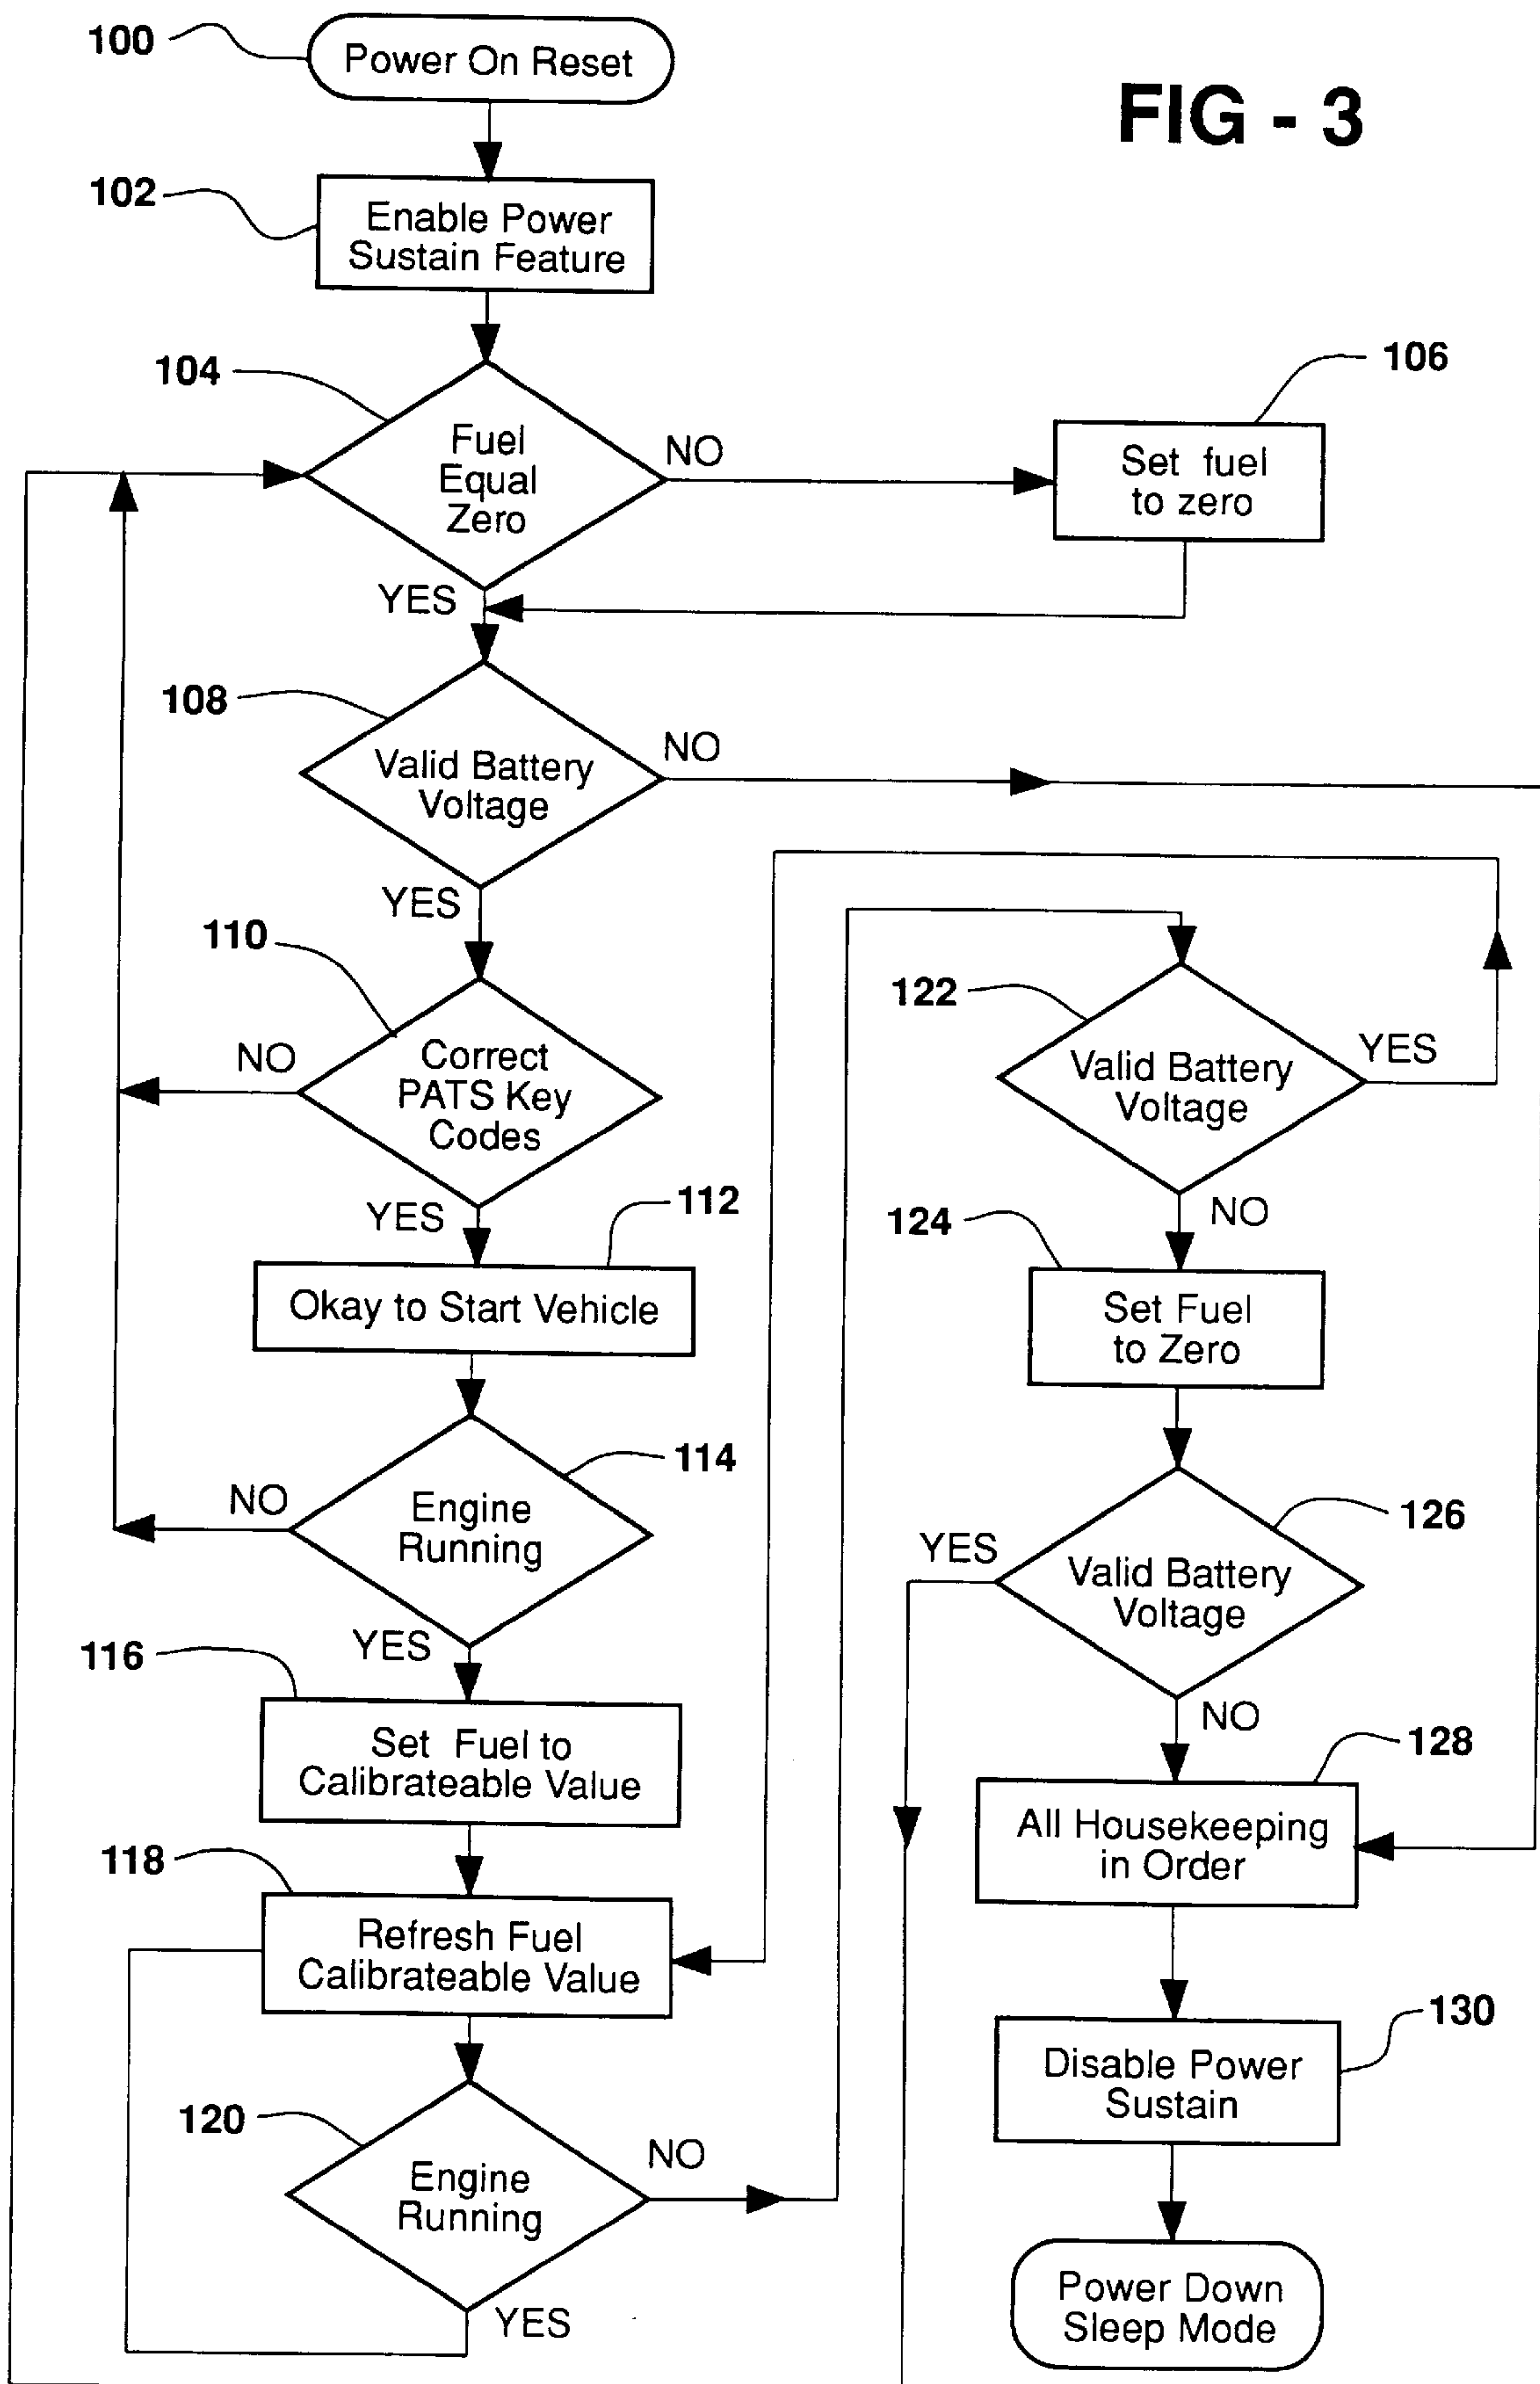 100
Power On Reset
FIG - 3
102
Enable Power
Sustain Feature
104
Fuel
Equal
Zero
NO
106
Set fuel
to zero
YES
108
Valid Battery
Voltage
NO
YES
110
Correct
PATS Key
Codes
NO
YES
112
Okay to Start Vehicle
114
Engine
Running
NO
YES
116
Set Fuel to
Calibrateable Value
118
Refresh Fuel
Calibrateable Value
120
Engine
Running
NO
YES
122
Valid Battery
Voltage
YES
NO
124
Set Fuel
to Zero
126
Valid Battery
Voltage
YES
NO
128
All Housekeeping
in Order
130
Disable Power
Sustain
Power Down
Sleep Mode